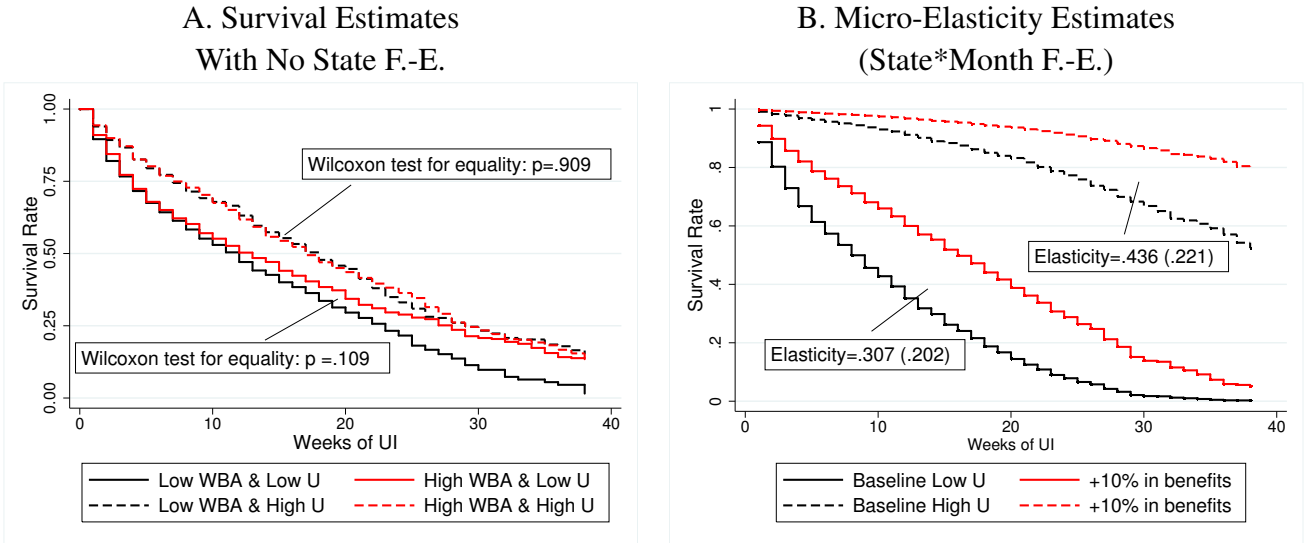 A. Survival Estimates
With No State F.-E.
Survival Rate
1.00
0.75
0.50
0.25
0.00
Wilcoxon test for equality: p=.909
Wilcoxon test for equality: p =.109
0 10 20 30 40
Weeks of UI
Low WBA & Low U High WBA & Low U
Low WBA & High U High WBA & High U
B. Micro-Elasticity Estimates
(State*Month F.-E.)
Survival Rate
1
.8
.6
.4
.2
0
Elasticity=.436 (.221)
Elasticity=.307 (.202)
0 10 20 30 40
Weeks of UI
Baseline Low U +10% in benefits
Baseline High U +10% in benefits